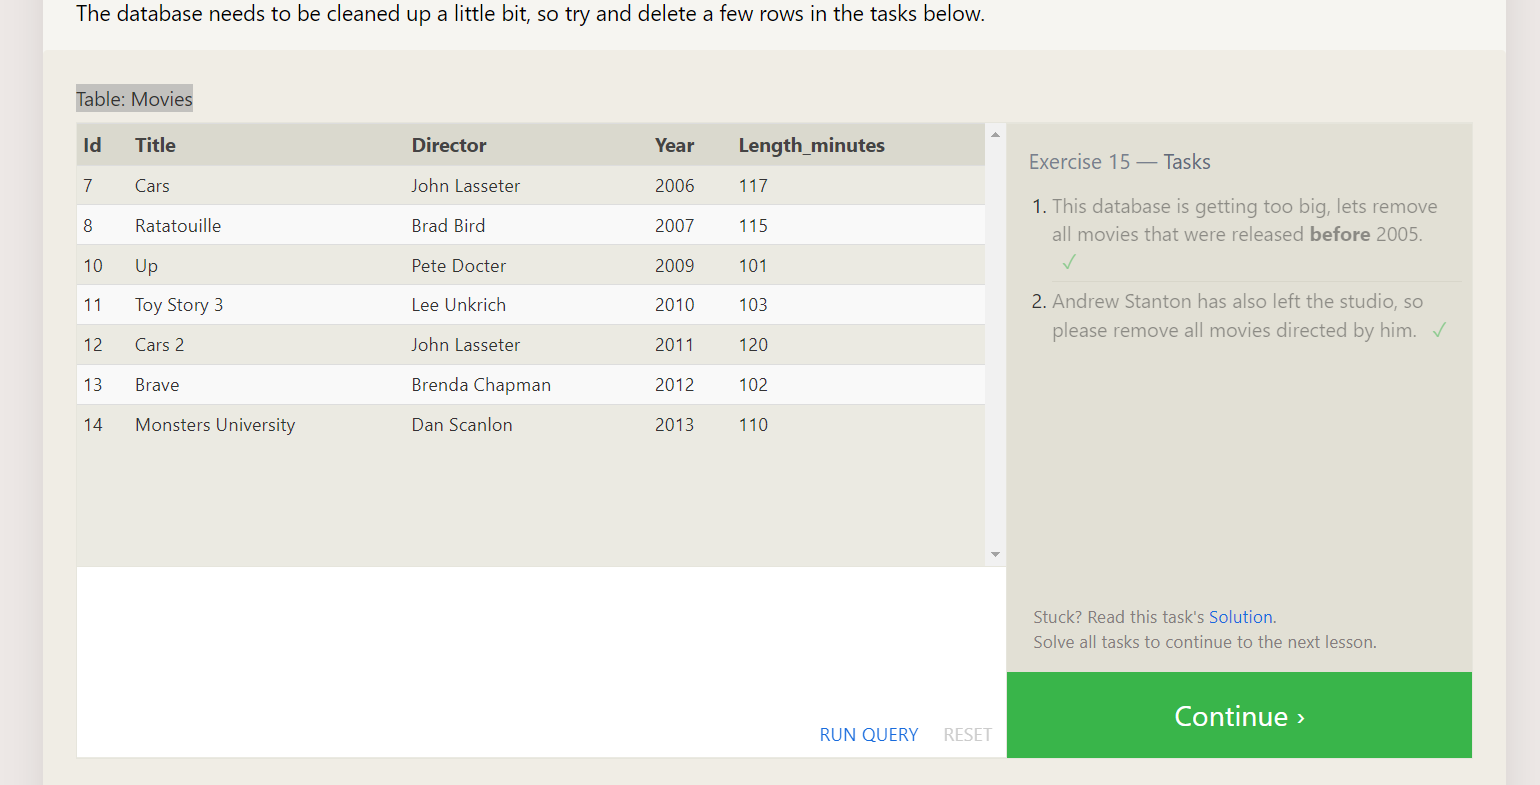 The database needs to be cleaned up a little bit, so try and delete a few rows in the tasks below.
Table: Movies
Id Title Director Year Length_minutes
7 Cars John Lasseter 2006 117
8 Ratatouille Brad Bird 2007 115
10 Up Pete Docter 2009 101
11 Toy Story 3 Lee Unkrich 2010 103
12 Cars 2 John Lasseter 2011 120
13 Brave Brenda Chapman 2012 102
14 Monsters University Dan Scanlon 2013 110
RUN QUERY RESET
Exercise 15 — Tasks
1. This database is getting too big, lets remove
all movies that were released before 2005.
✓
2. Andrew Stanton has also left the studio, so
please remove all movies directed by him. ✓
Stuck? Read this task's Solution.
Solve all tasks to continue to the next lesson.
Continue ›